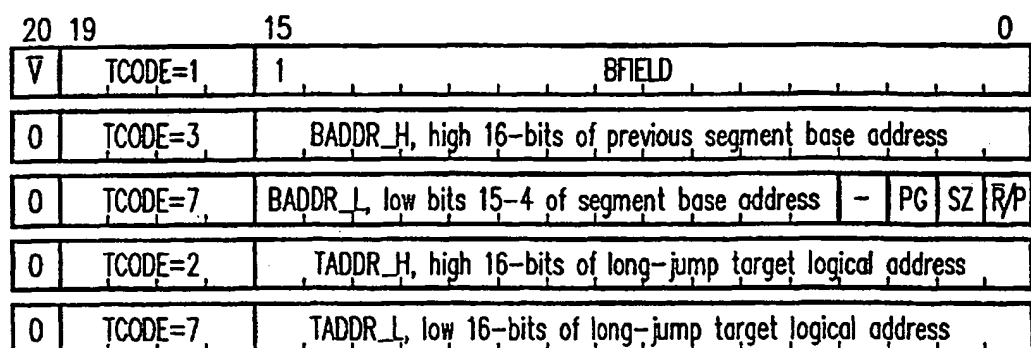 20 19 15 0
V̅ TCODE=1 1 BFIELD
0 TCODE=3 BADDR_H, high 16-bits of previous segment base address
0 TCODE=7 BADDR_L, low bits 15-4 of segment base address - PG SZ R̅/P
0 TCODE=2 TADDR_H, high 16-bits of long-jump target logical address
0 TCODE=7 TADDR_L, low 16-bits of long-jump target logical address